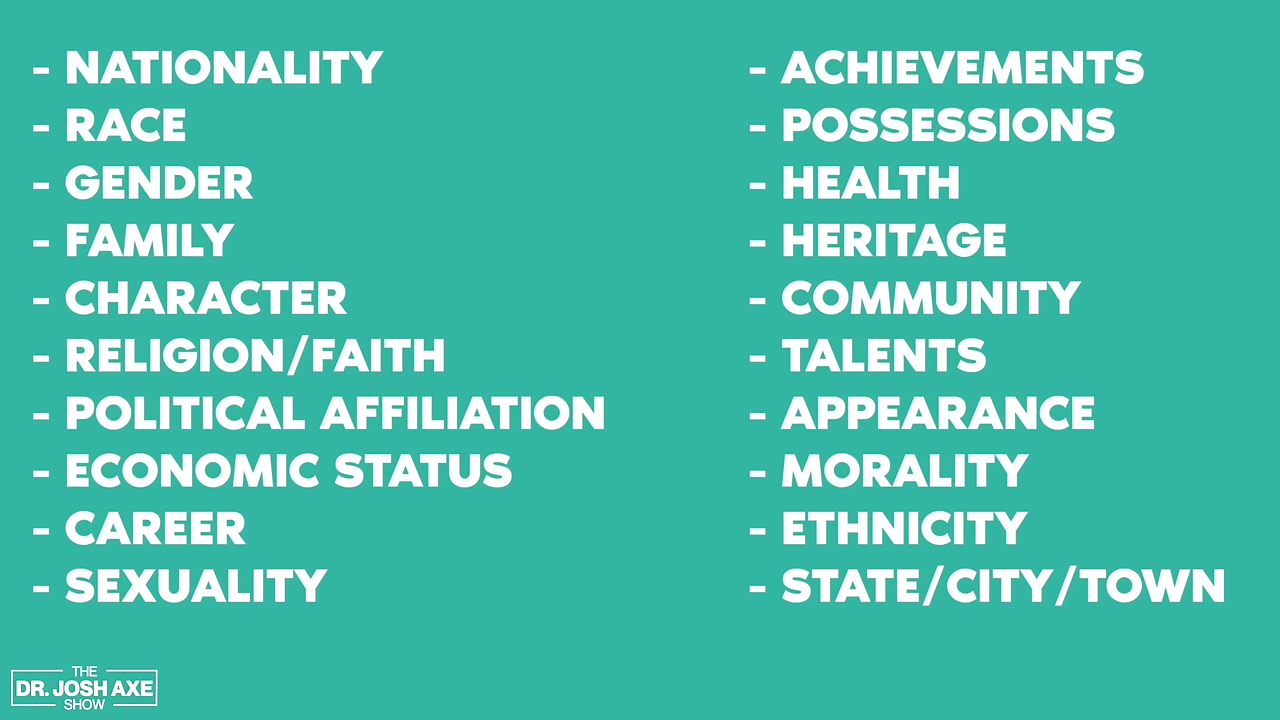 - NATIONALITY
- RACE
- GENDER
- FAMILY
- CHARACTER
- RELIGION/FAITH
- POLITICAL AFFILIATION
- ECONOMIC STATUS
- CAREER
- SEXUALITY
- ACHIEVEMENTS
- POSSESSIONS
- HEALTH
- HERITAGE
- COMMUNITY
- TALENTS
- APPEARANCE
- MORALITY
- ETHNICITY
- STATE/CITY/TOWN
THE
DR. JOSH AXE
SHOW